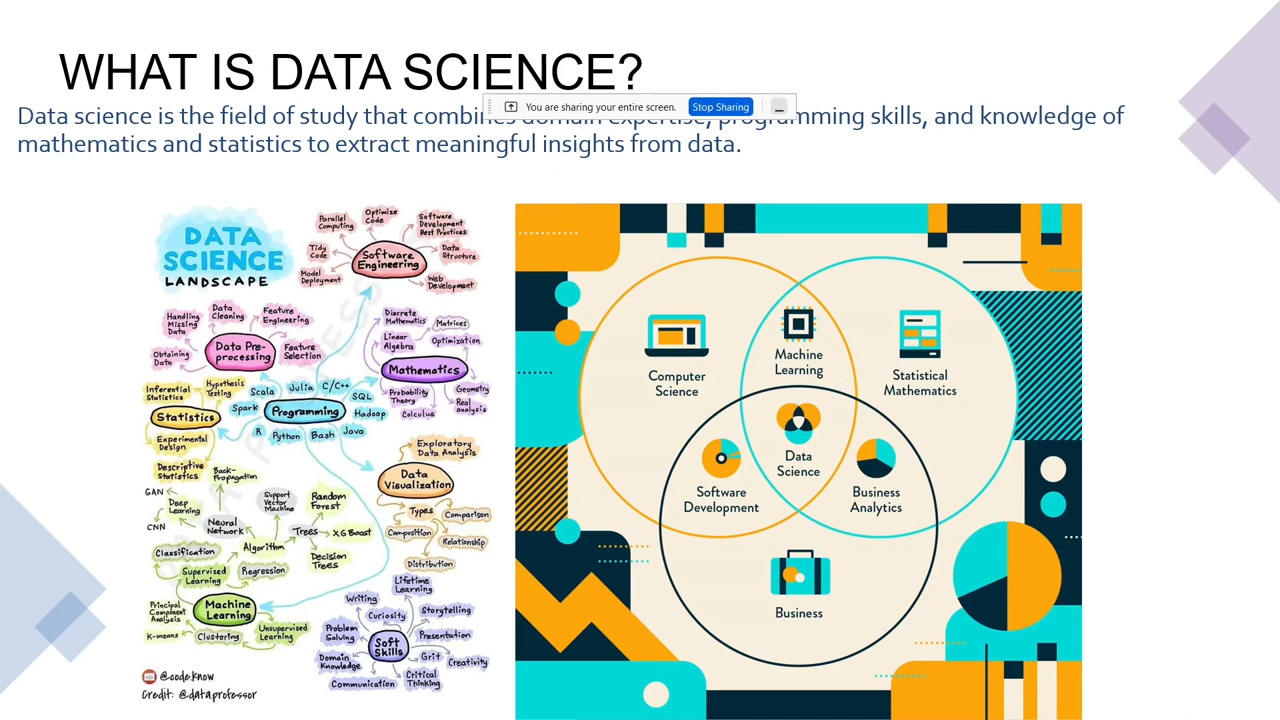 WHAT IS DATA SCIENCE?
You are sharing your entire screen.
Stop Sharing
Data science is the field of study that combines domain expertise, programming skills, and knowledge of
mathematics and statistics to extract meaningful insights from data.
DATA
SCIENCE
LANDSCAPE
Parallel
Computing
Optimize
Code
Software
Development
Best Practices
Tidy
Code
Software
Engineering
Data
Structure
Model
Deployment
Web
Development
Handling
Missing
Data
Data
Cleaning
Feature
Engineering
Obtaining
Data
Data Pre-
processing
Feature
Selection
Discrete
Mathematics
Matrices
Linear
Algebra
Optimization
Mathematics
Probability
Theory
Calculus
Geometry
Real
analysis
Inferential
Statistics
Hypothesis
Testing
Statistics
Experimental
Design
Descriptive
Statistics
Scala
Julia
C/C++
SQL
Spark
Programming
Hadoop
R
Python
Bash
Java
Exploratory
Data Analysis
Data
Visualization
Types
Comparison
Composition
Relationship
Distribution
Back-
Propagation
GAN
Deep
Learning
CNN
Neural
Network
Support
Vector
Machine
Random
Forest
Trees
XG Boost
Decision
Trees
Classification
Algorithm
Supervised
Learning
Regression
Principal
Component
Analysis
Machine
Learning
K-means
Clustering
Unsupervised
Learning
Lifetime
Learning
Writing
Curiosity
Storytelling
Problem
Solving
Soft
Skills
Presentation
Domain
Knowledge
Grit
Creativity
Communication
Critical
Thinking
@code.know
Credit: @dataprofessor
Computer
Science
Machine
Learning
Statistical
Mathematics
Data
Science
Software
Development
Business
Analytics
Business